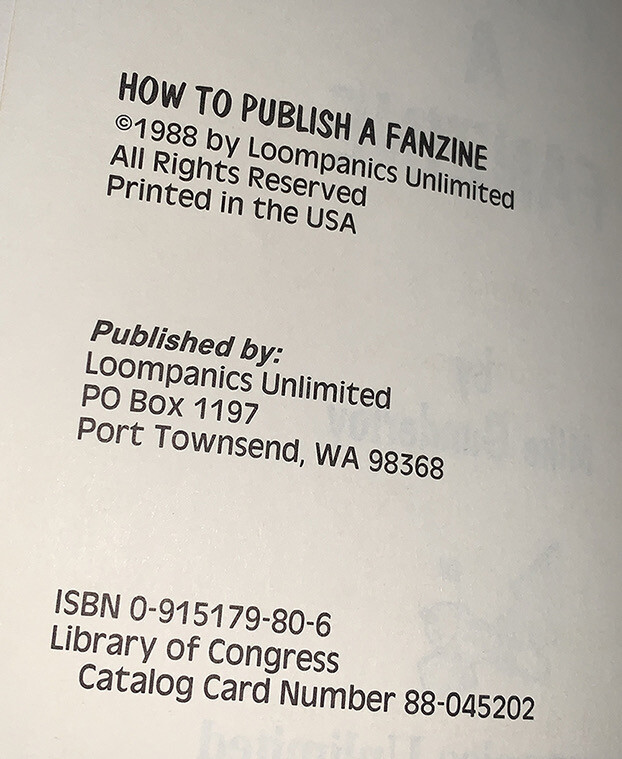 HOW TO PUBLISH A FANZINE
©1988 by Loompanics Unlimited
All Rights Reserved
Printed in the USA
Published by:
Loompanics Unlimited
PO Box 1197
Port Townsend, WA 98368
ISBN 0-915179-80-6
Library of Congress
Catalog Card Number 88-045202